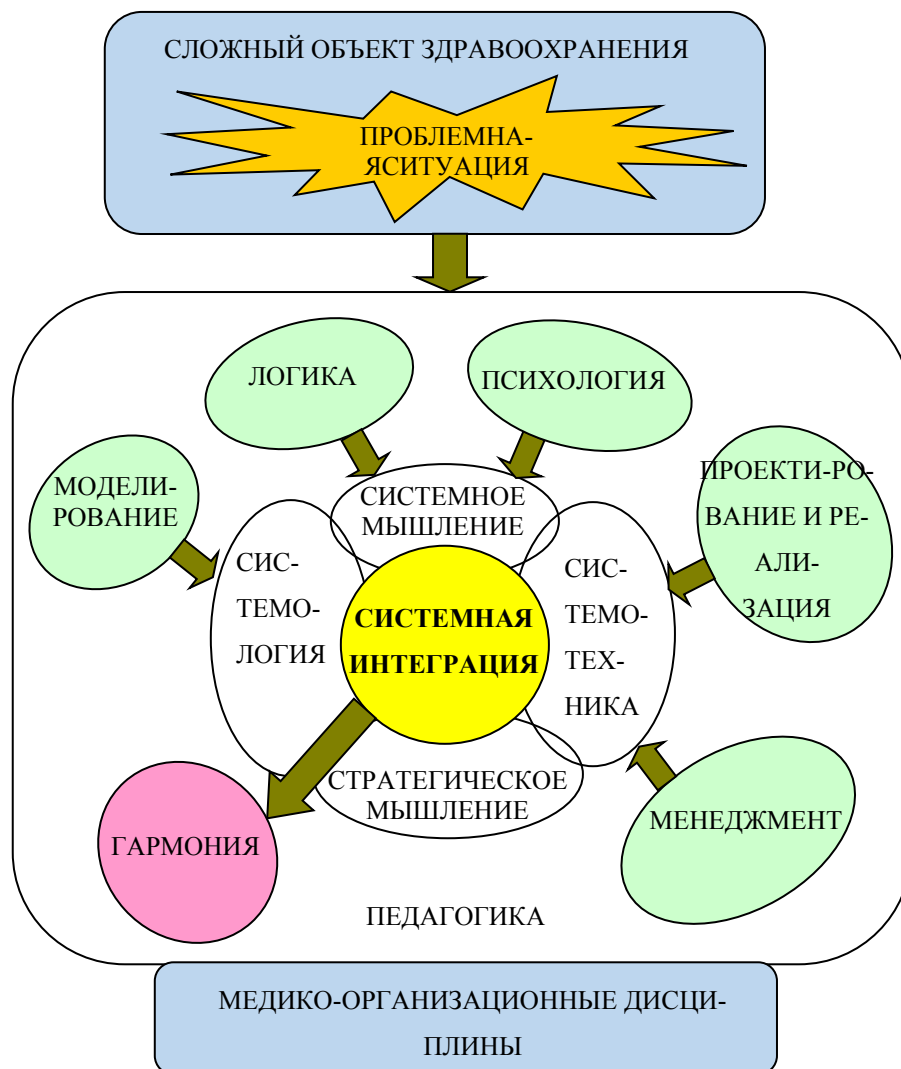 СЛОЖНЫЙ ОБЪЕКТ ЗДРАВООХРАНЕНИЯ
ПРОБЛЕМНА-
ЯСИТУАЦИЯ
ЛОГИКА
ПСИХОЛОГИЯ
МОДЕЛИ-
РОВАНИЕ
СИСТЕМНОЕ
МЫШЛЕНИЕ
ПРОЕКТИ-РО-
ВАНИЕ И РЕ-
АЛИ-
ЗАЦИЯ
СИС-
ТЕМО-
ЛОГИЯ
СИСТЕМНАЯ
ИНТЕГРАЦИЯ
СИС-
ТЕМО-
ТЕХ-
НИКА
СТРАТЕГИЧЕСКОЕ
МЫШЛЕНИЕ
ГАРМОНИЯ
МЕНЕДЖМЕНТ
ПЕДАГОГИКА
МЕДИКО-ОРГАНИЗАЦИОННЫЕ ДИСЦИ-
ПЛИНЫ